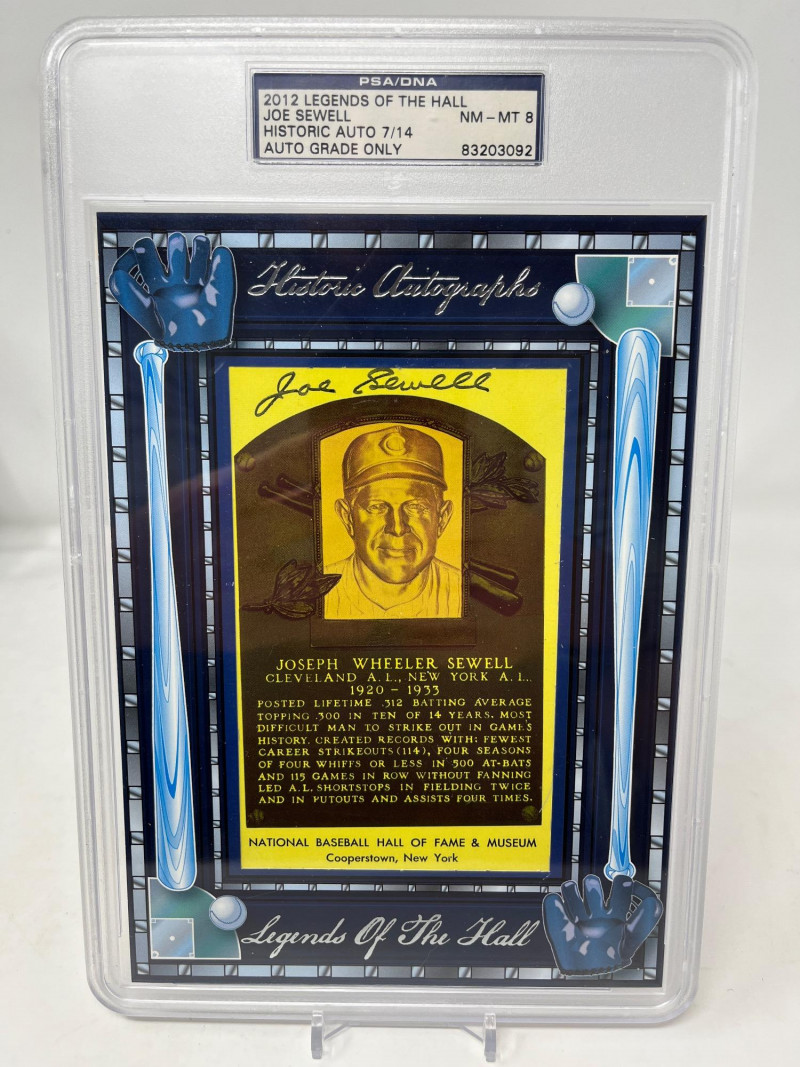 PSA/DNA
2012 LEGENDS OF THE HALL
JOE SEWELL NM-MT 8
HISTORIC AUTO 7/14
AUTO GRADE ONLY 83203092
Historic Autographs
Joe Sewell
C
JOSEPH WHEELER SEWELL
CLEVELAND A.L., NEW YORK A.L.
1920 – 1933
POSTED LIFETIME .312 BATTING AVERAGE
TOPPING .300 IN TEN OF 14 YEARS. MOST
DIFFICULT MAN TO STRIKE OUT IN GAME'S
HISTORY. CREATED RECORDS WITH: FEWEST
CAREER STRIKEOUTS (114), FOUR SEASONS
OF FOUR WHIFFS OR LESS IN 500 AT-BATS
AND 115 GAMES IN ROW WITHOUT FANNING
LED A.L. SHORTSTOPS IN FIELDING TWICE
AND IN PUTOUTS AND ASSISTS FOUR TIMES.
NATIONAL BASEBALL HALL OF FAME & MUSEUM
Cooperstown, New York
Legends Of The Hall